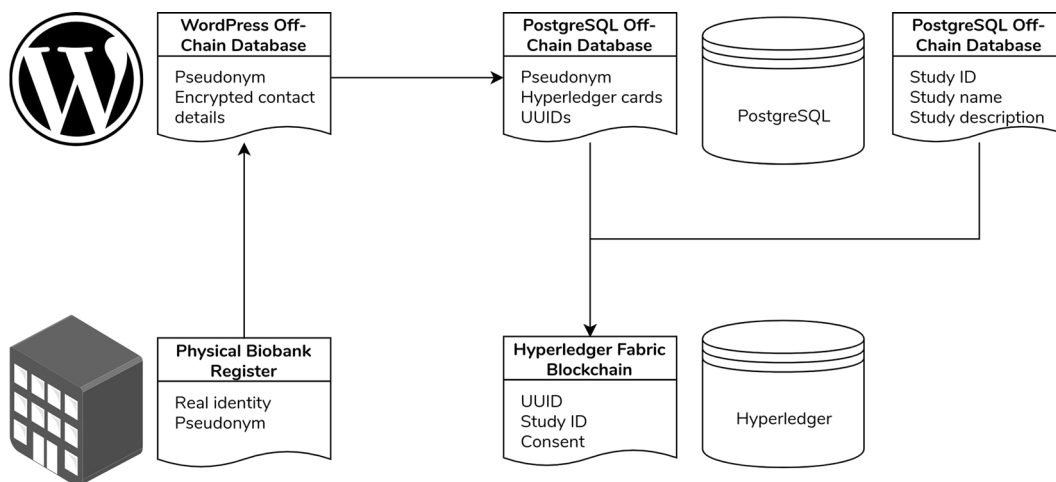 WordPress Off-
Chain Database
Pseudonym
Encrypted contact
details
PostgreSQL Off-
Chain Database
Pseudonym
Hyperledger cards
UUIDs
PostgreSQL
PostgreSQL Off-
Chain Database
Study ID
Study name
Study description
Physical Biobank
Register
Real identity
Pseudonym
Hyperledger Fabric
Blockchain
UUID
Study ID
Consent
Hyperledger